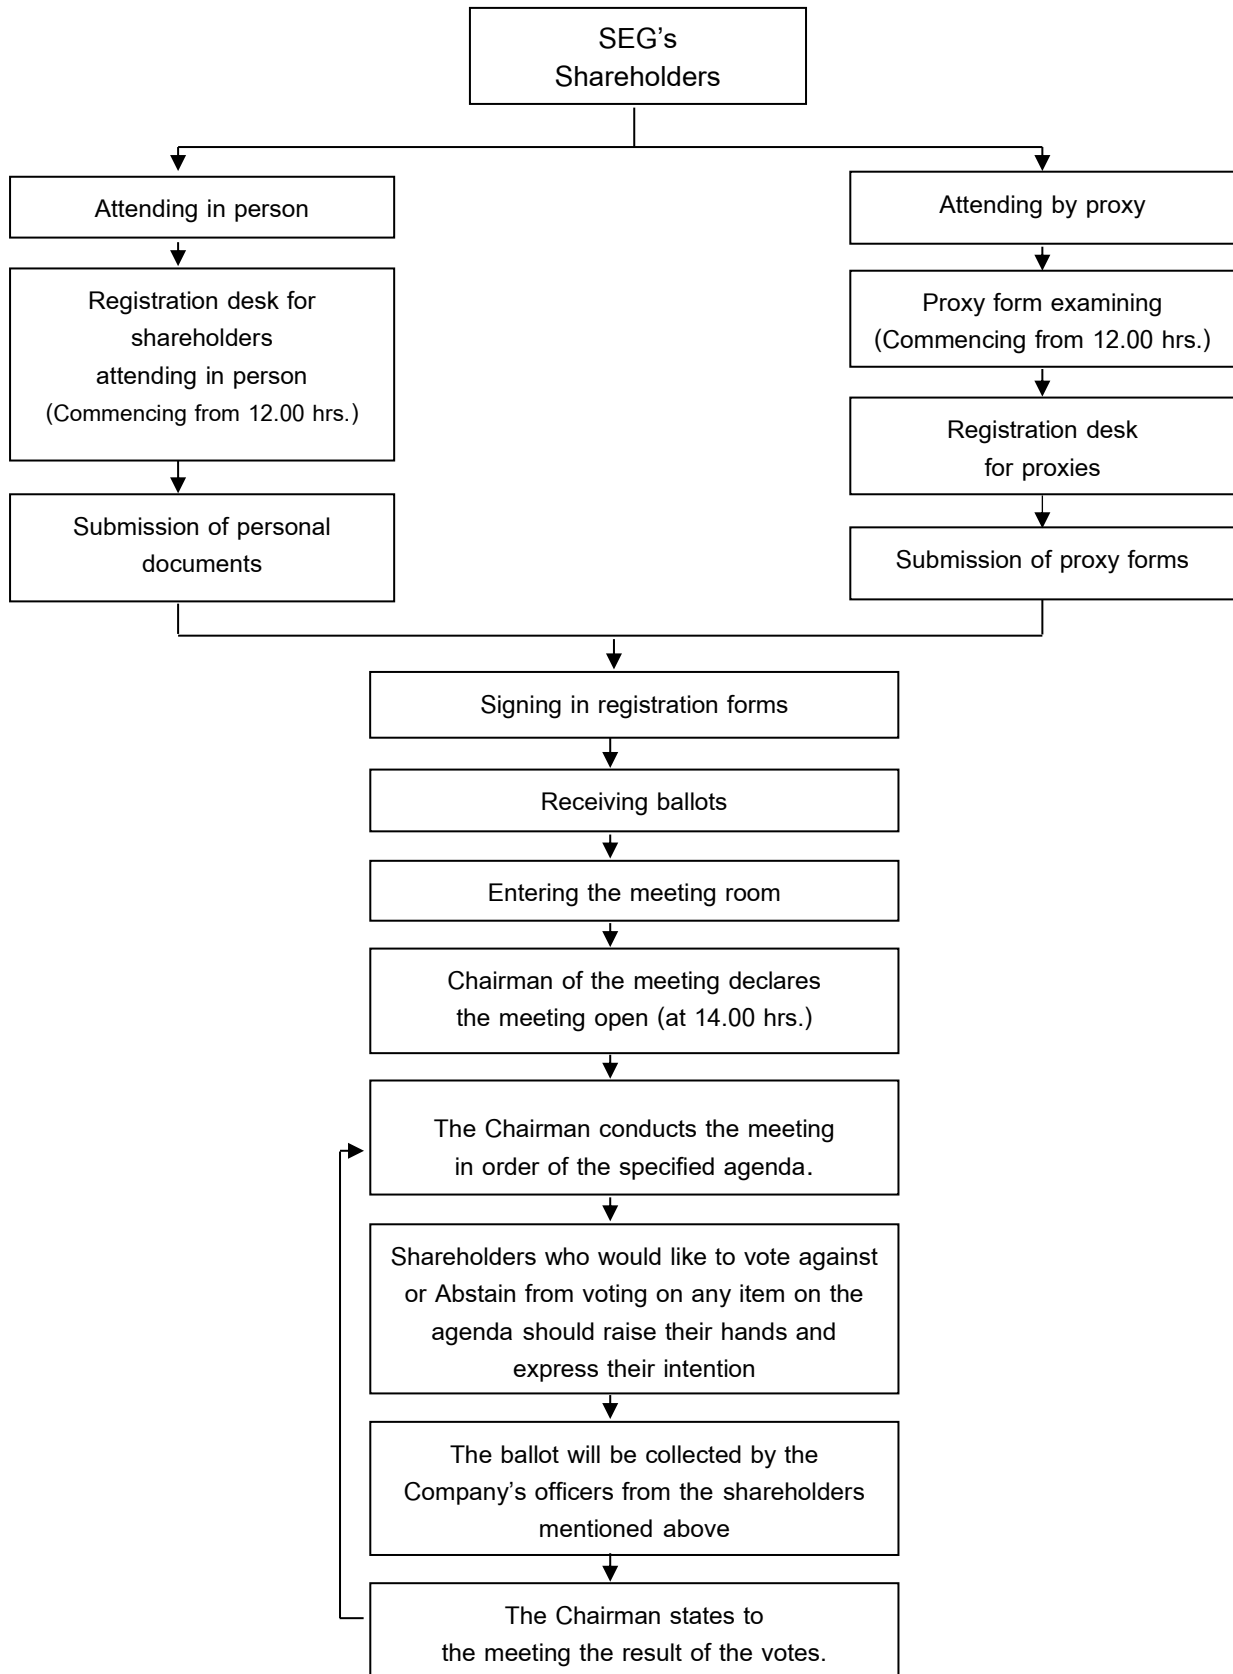 SEG’s
Shareholders
Attending in person
Attending by proxy
Registration desk for
shareholders
attending in person
(Commencing from 12.00 hrs.)
Proxy form examining
(Commencing from 12.00 hrs.)
Registration desk
for proxies
Submission of personal
documents
Submission of proxy forms
Signing in registration forms
Receiving ballots
Entering the meeting room
Chairman of the meeting declares
the meeting open (at 14.00 hrs.)
The Chairman conducts the meeting
in order of the specified agenda.
Shareholders who would like to vote against
or Abstain from voting on any item on the
agenda should raise their hands and
express their intention
The ballot will be collected by the
Company’s officers from the shareholders
mentioned above
The Chairman states to
the meeting the result of the votes.